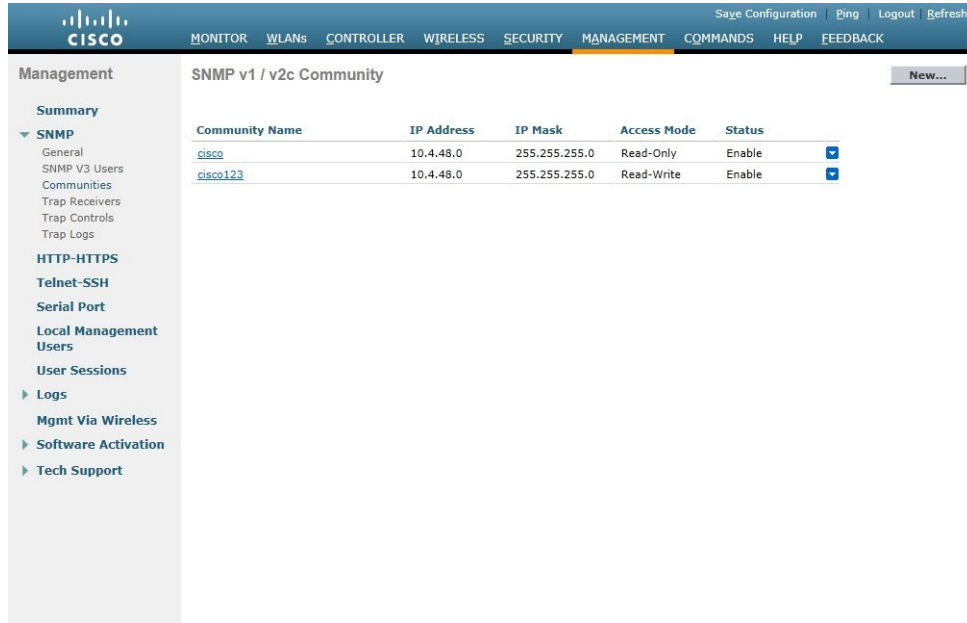 Save Configuration Ping Logout Refresh
CISCO
MONITOR WLANs CONTROLLER WIRELESS SECURITY MANAGEMENT COMMANDS HELP FEEDBACK
Management
Summary
SNMP
General
SNMP V3 Users
Communities
Trap Receivers
Trap Controls
Trap Logs
HTTP-HTTPS
Telnet-SSH
Serial Port
Local Management
Users
User Sessions
Logs
Mgmt Via Wireless
Software Activation
Tech Support
SNMP v1 / v2c Community
New...
Community Name IP Address IP Mask Access Mode Status
cisco 10.4.48.0 255.255.255.0 Read-Only Enable
cisco123 10.4.48.0 255.255.255.0 Read-Write Enable